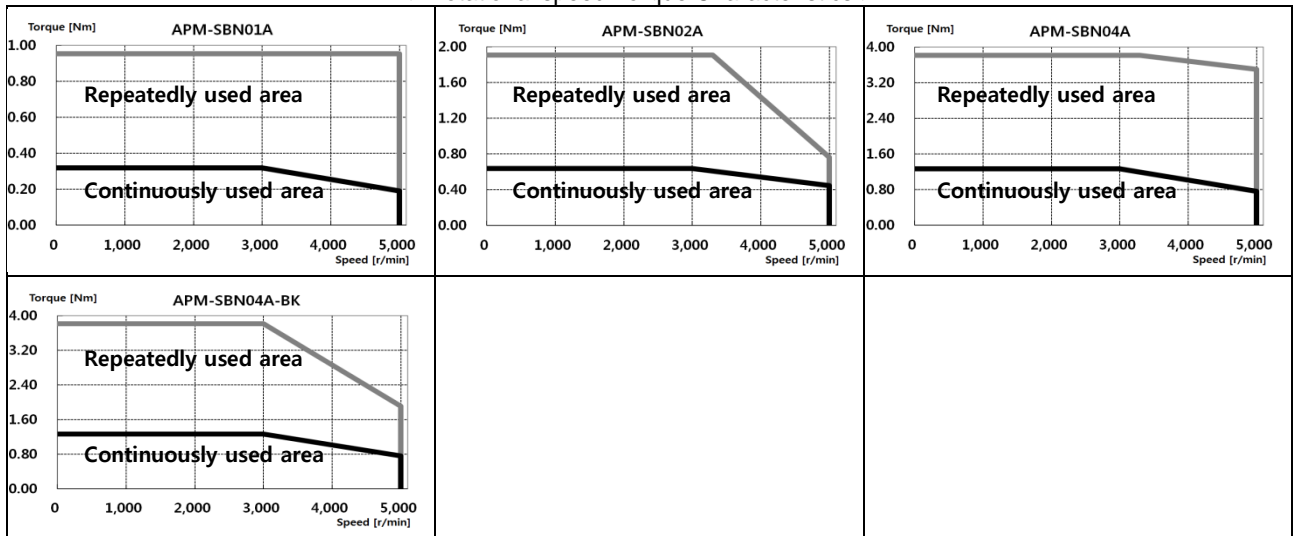 Torque [Nm] APM-SBN01A
1.00
0.80
Repeatedly used area
0.60
0.40
0.20
Continuously used area
0.00
0 1,000 2,000 3,000 4,000 5,000
Speed [r/min]
Torque [Nm] APM-SBN02A
2.00
1.60
Repeatedly used area
1.20
0.80
0.40
Continuously used area
0.00
0 1,000 2,000 3,000 4,000 5,000
Speed [r/min]
Torque [Nm] APM-SBN04A
4.00
3.20
Repeatedly used area
2.40
1.60
0.80
Continuously used area
0.00
0 1,000 2,000 3,000 4,000 5,000
Speed [r/min]
Torque [Nm] APM-SBN04A-BK
4.00
3.20
Repeatedly used area
2.40
1.60
0.80
Continuously used area
0.00
0 1,000 2,000 3,000 4,000 5,000
Speed [r/min]